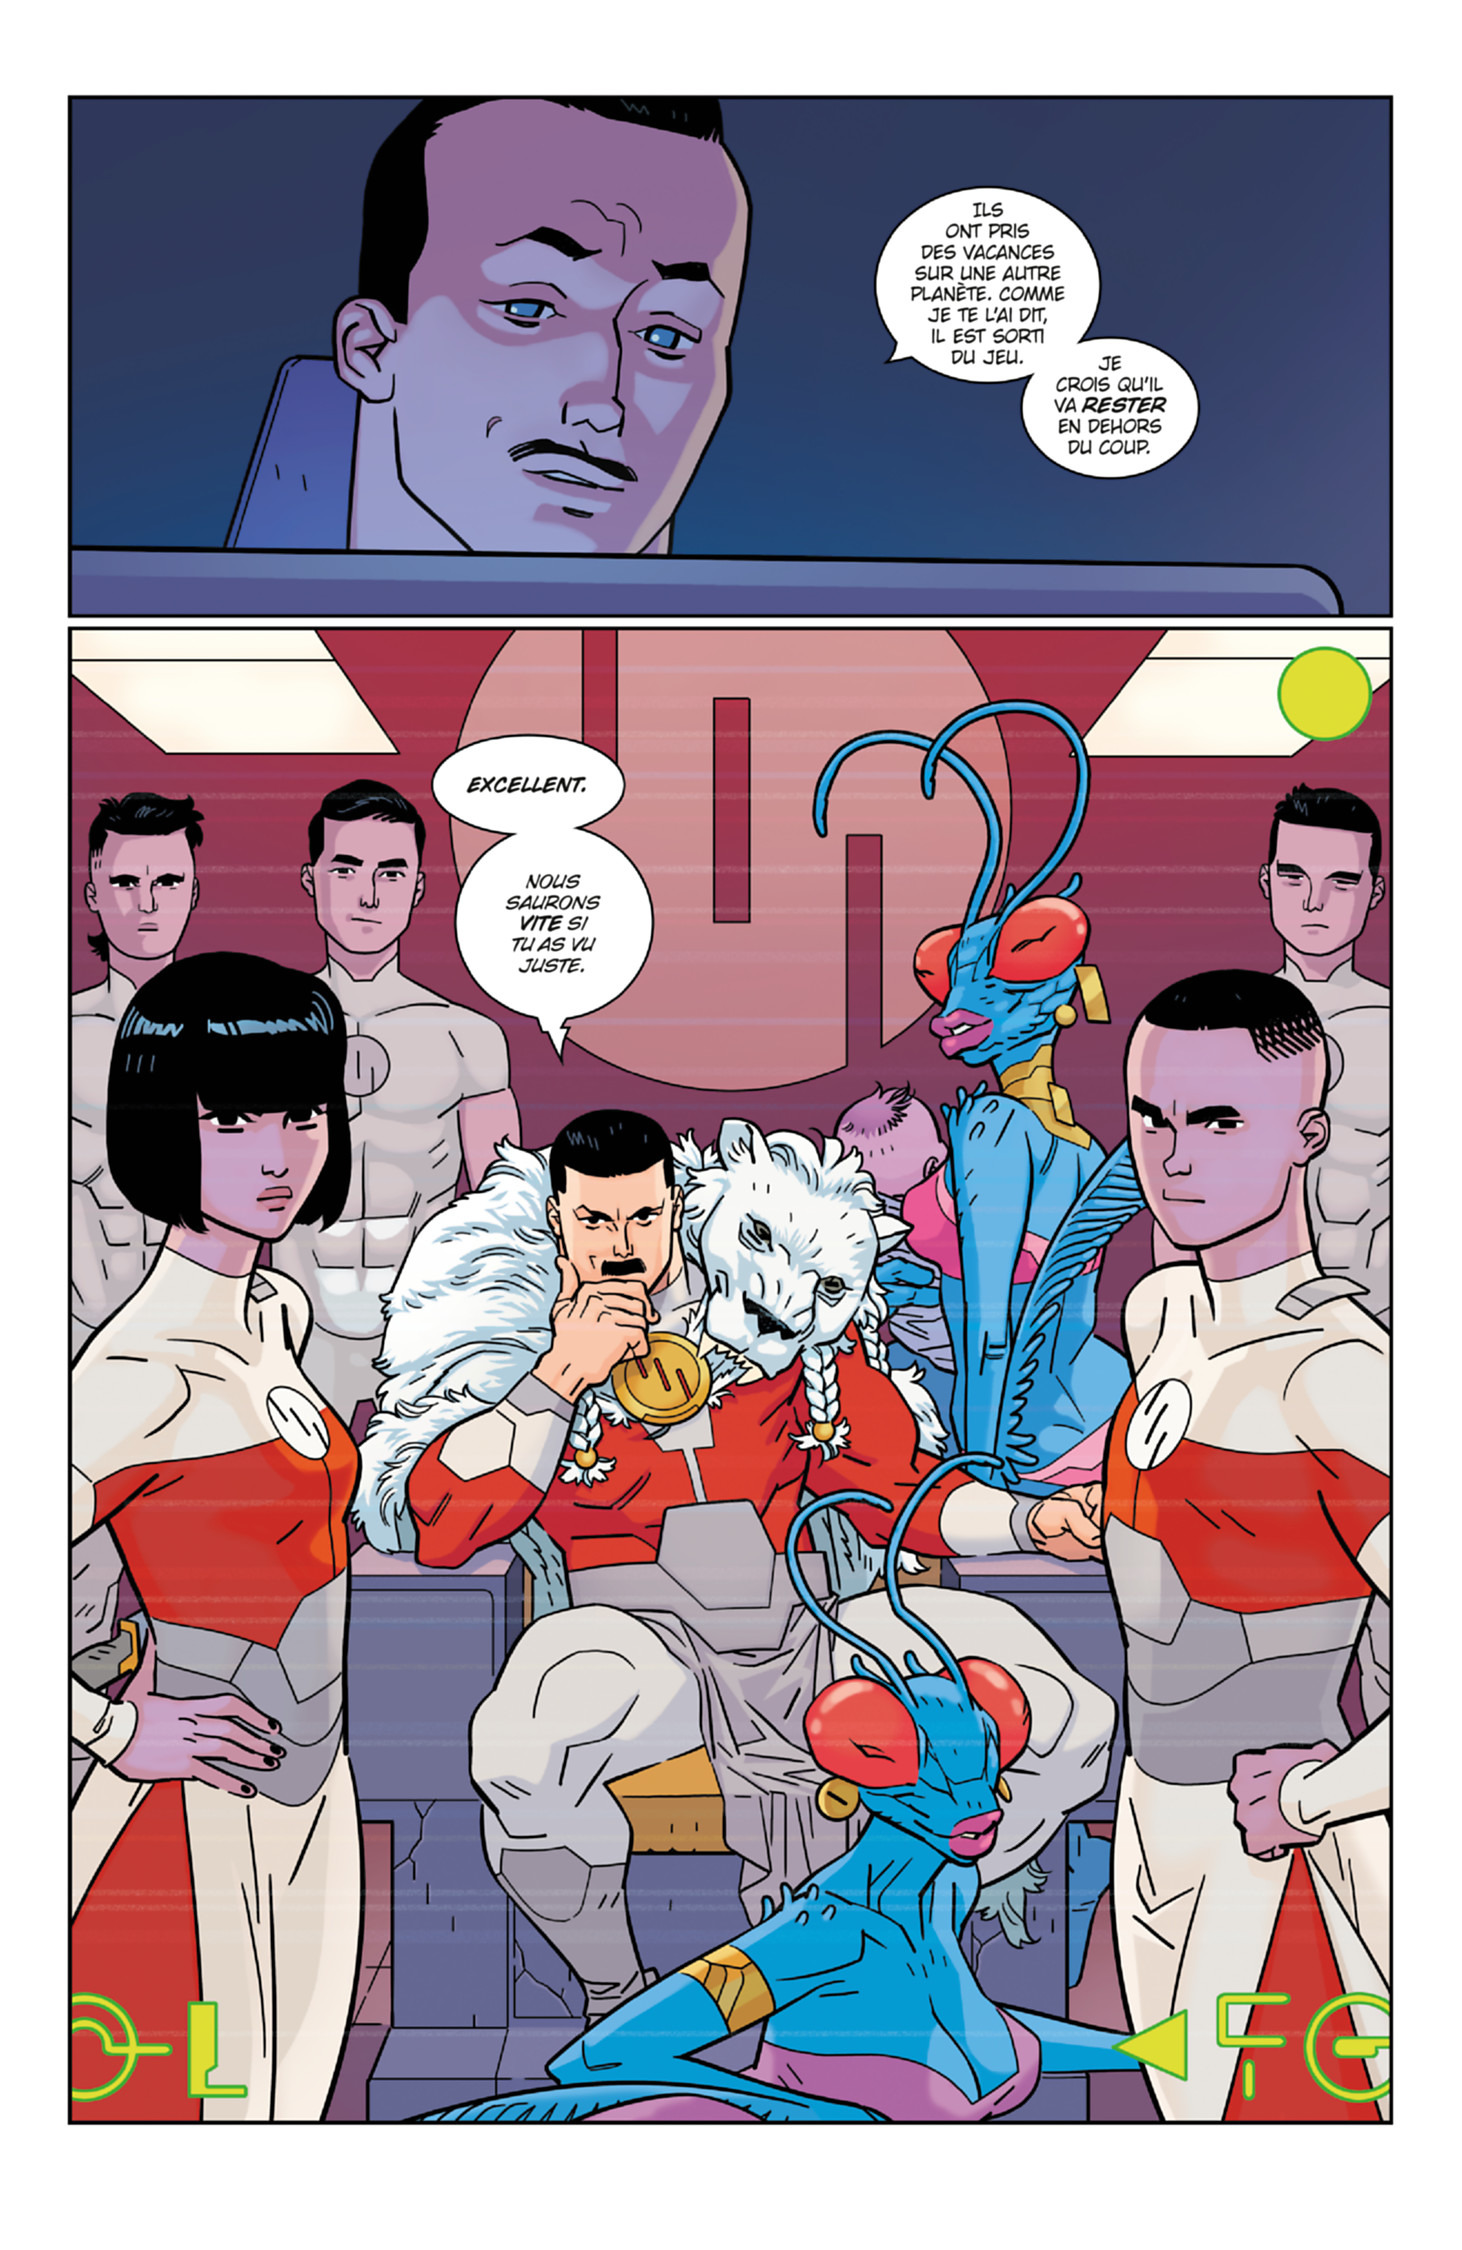 ILS
ONT PRIS
DES VACANCES
SUR UNE AUTRE
PLANÈTE. COMME
JE TE L'AI DIT,
IL EST SORTI
DU JEU.
JE
CROIS QU'IL
VA RESTER
EN DEHORS
DU COUP.
EXCELLENT.
NOUS
SAURONS
VITE SI
TU AS VU
JUSTE.